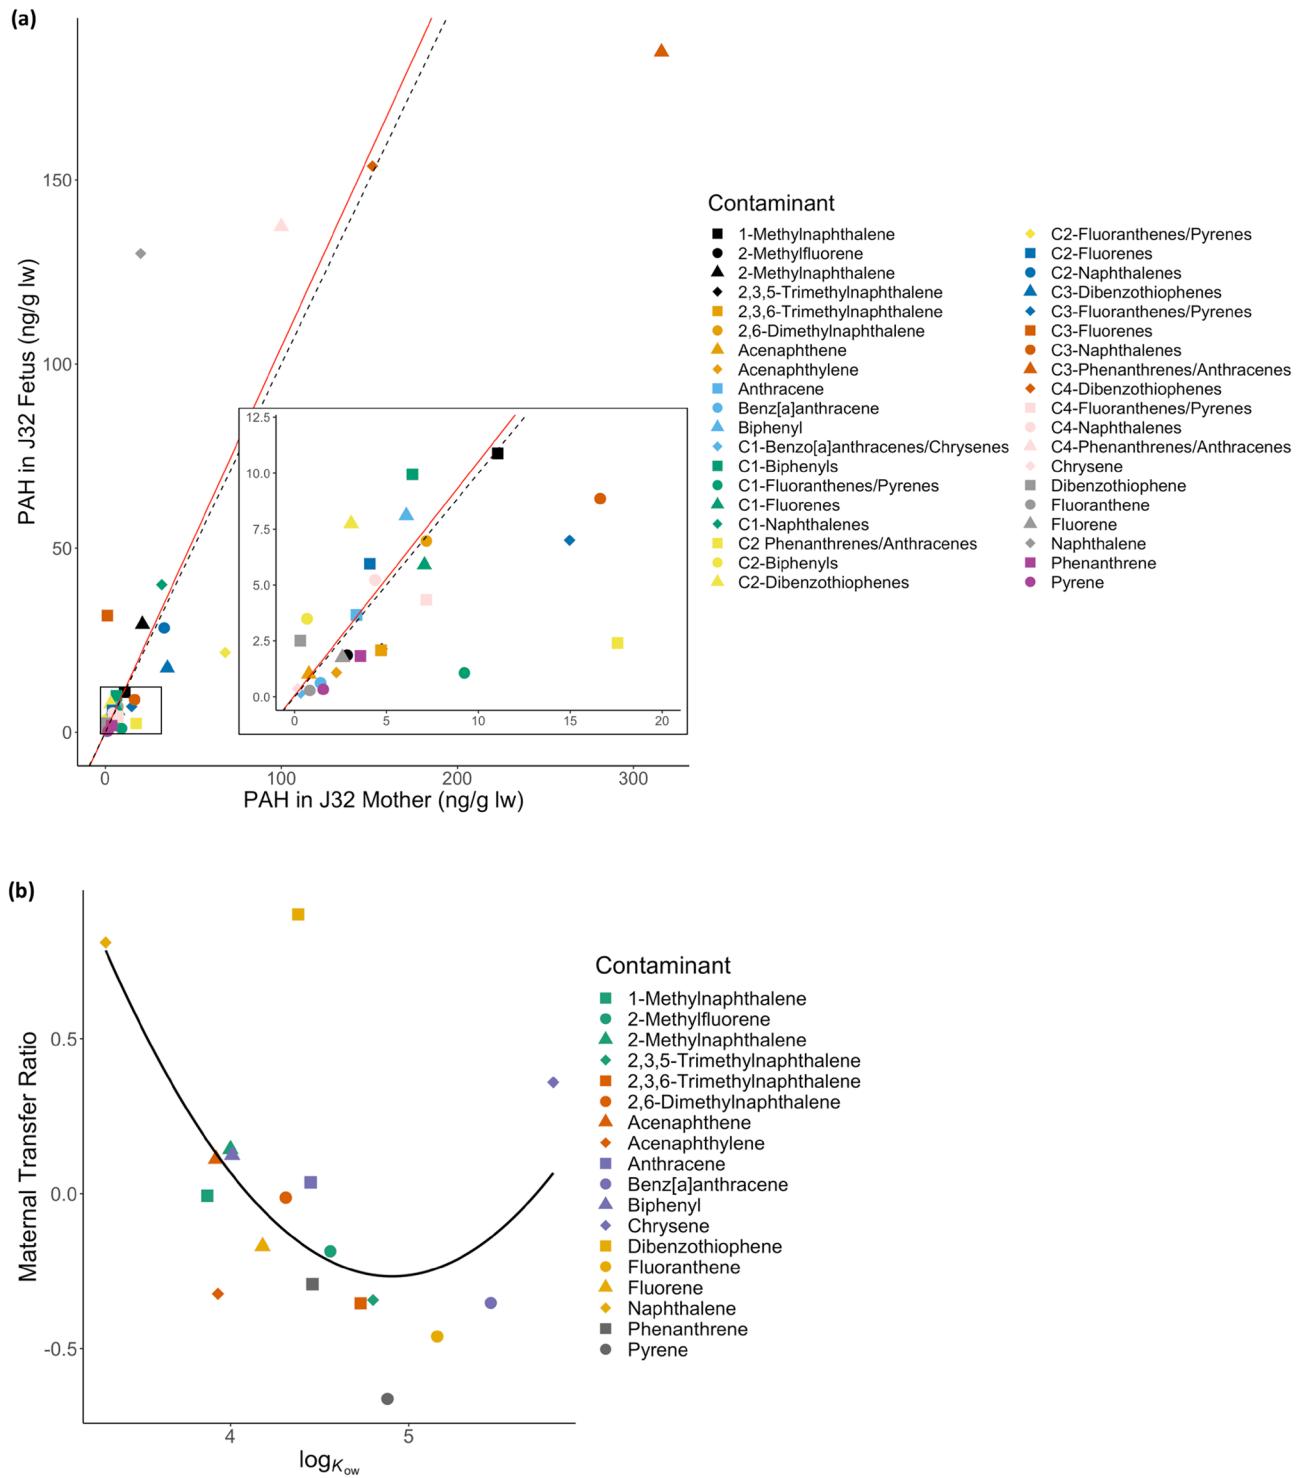 (a)
PAH in J32 Fetus (ng/g lw)
150
100
50
0
0 100 200 300
PAH in J32 Mother (ng/g lw)
12.5
10.0
7.5
5.0
2.5
0.0
0 5 10 15 20
Contaminant
1-Methylnaphthalene
2-Methylfluorene
2-Methylnaphthalene
2,3,5-Trimethylnaphthalene
2,3,6-Trimethylnaphthalene
2,6-Dimethylnaphthalene
Acenaphthene
Acenaphthylene
Anthracene
Benz[a]anthracene
Biphenyl
C1-Benzo[a]anthracenes/Chrysenes
C1-Biphenyls
C1-Fluoranthenes/Pyrenes
C1-Fluorenes
C1-Naphthalenes
C2 Phenanthrenes/Anthracenes
C2-Biphenyls
C2-Dibenzothiophenes
C2-Fluoranthenes/Pyrenes
C2-Fluorenes
C2-Naphthalenes
C3-Dibenzothiophenes
C3-Fluoranthenes/Pyrenes
C3-Fluorenes
C3-Naphthalenes
C3-Phenanthrenes/Anthracenes
C4-Dibenzothiophenes
C4-Fluoranthenes/Pyrenes
C4-Naphthalenes
C4-Phenanthrenes/Anthracenes
Chrysene
Dibenzothiophene
Fluoranthene
Fluorene
Naphthalene
Phenanthrene
Pyrene
(b)
Maternal Transfer Ratio
0.5
0.0
-0.5
4 5
logKow
Contaminant
1-Methylnaphthalene
2-Methylfluorene
2-Methylnaphthalene
2,3,5-Trimethylnaphthalene
2,3,6-Trimethylnaphthalene
2,6-Dimethylnaphthalene
Acenaphthene
Acenaphthylene
Anthracene
Benz[a]anthracene
Biphenyl
Chrysene
Dibenzothiophene
Fluoranthene
Fluorene
Naphthalene
Phenanthrene
Pyrene